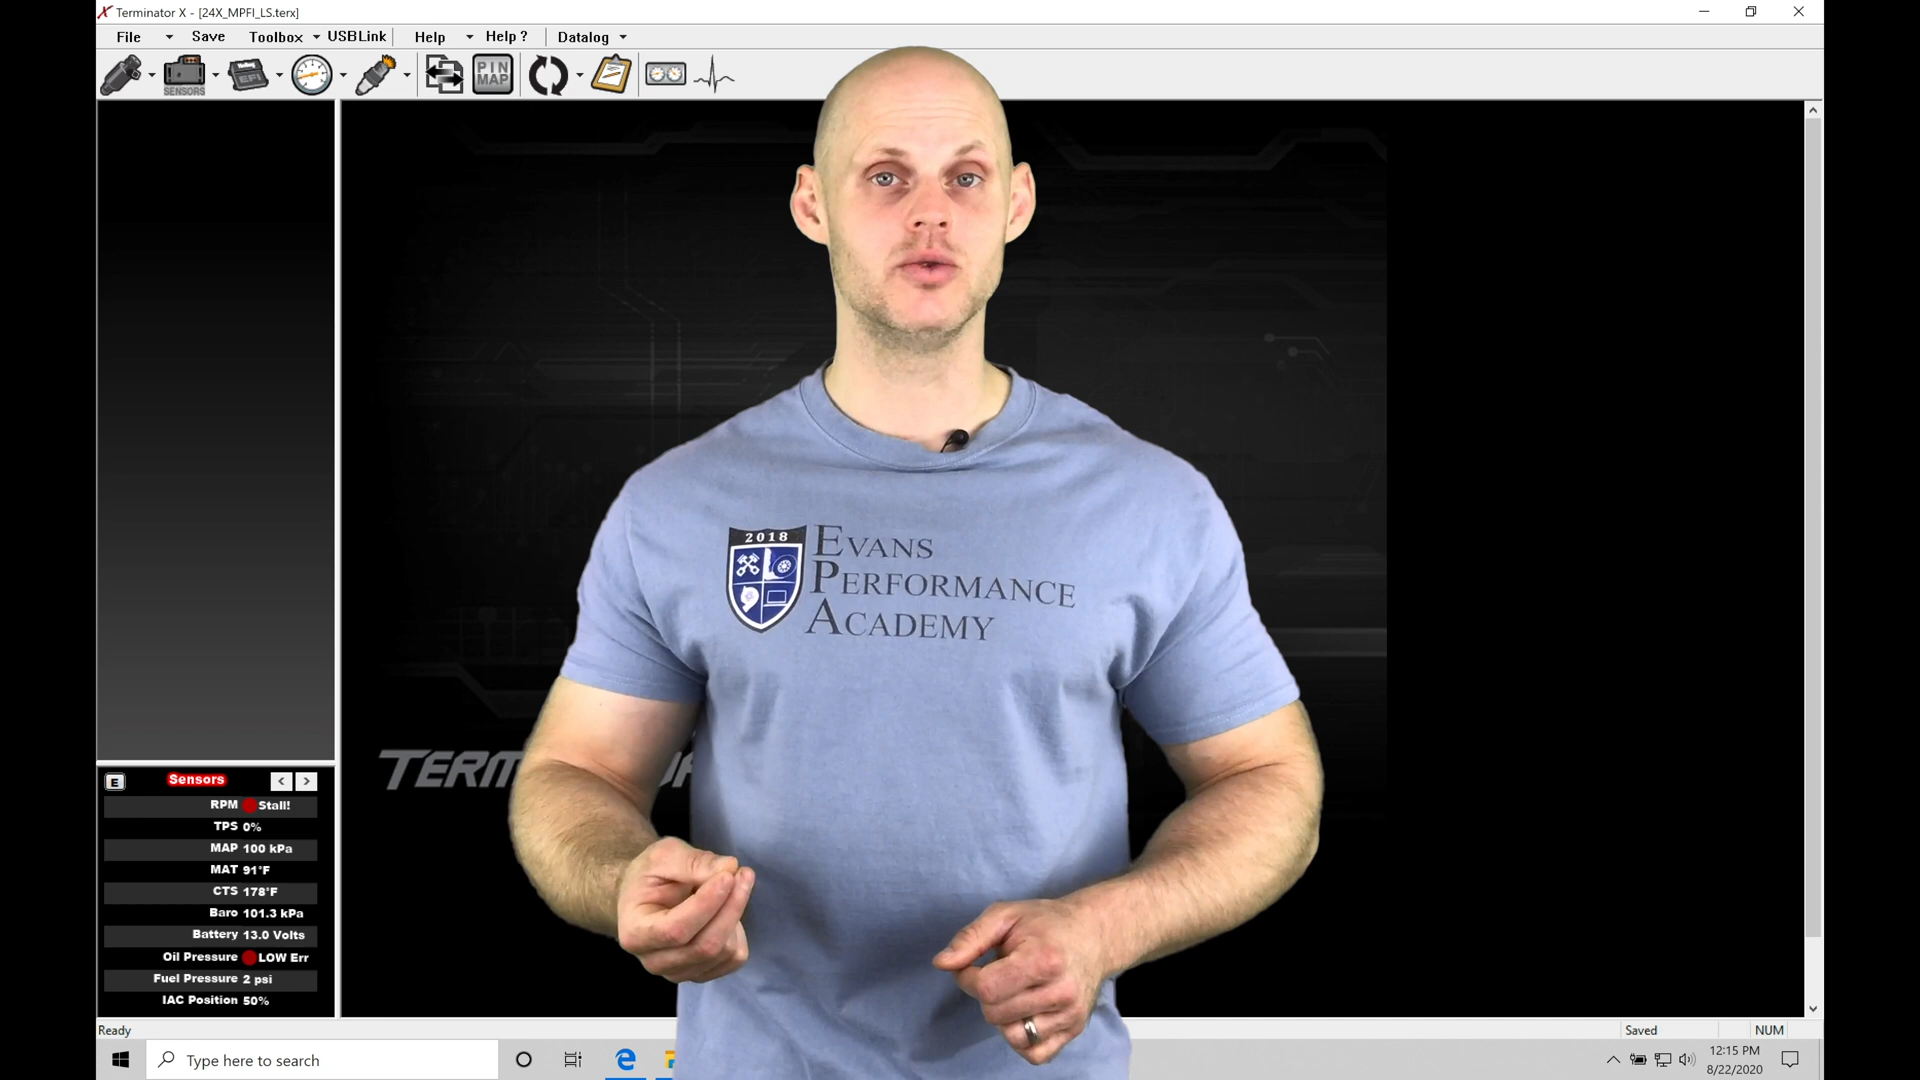 Terminator X - [24X_MPFI_LS.terx]
File Save Toolbox USBLink Help Help ? Datalog
SENSORS EFI PIN MAP
2018
EVANS
PERFORMANCE
ACADEMY
TERM
E Sensors < >
RPM Stall!
TPS 0%
MAP 100 kPa
MAT 91°F
CTS 178°F
Baro 101.3 kPa
Battery 13.0 Volts
Oil Pressure LOW Err
Fuel Pressure 2 psi
IAC Position 50%
Ready Saved NUM
Type here to search
12:15 PM
8/22/2020